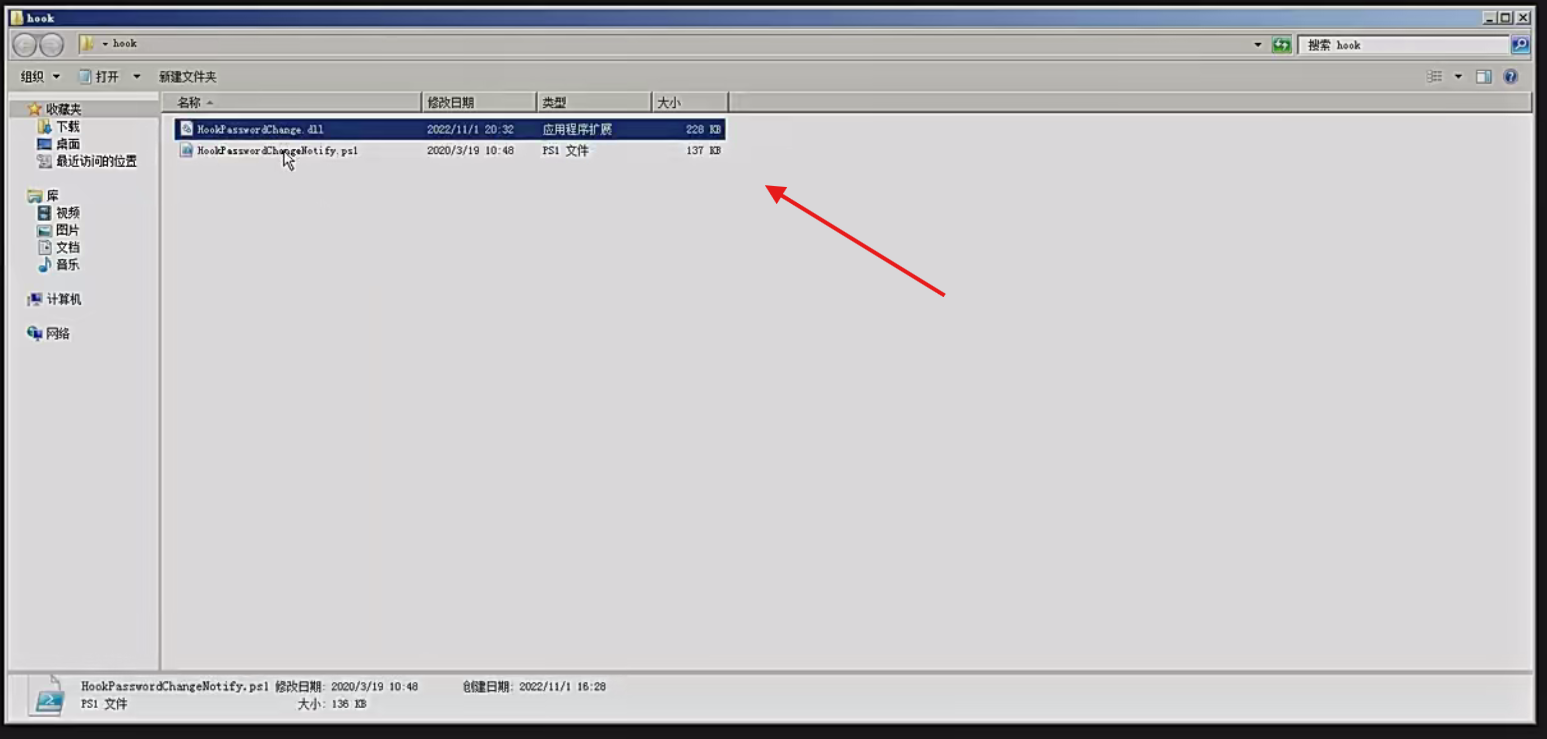 hook
hook
搜索 hook
组织 打开 新建文件夹
名称 修改日期 类型 大小
收藏夹
下载
桌面
最近访问的位置
库
视频
图片
文档
音乐
计算机
网络
HookPasswordChange.dll 2022/11/1 20:32 应用程序扩展 228 KB
HookPasswordChangeNotify.ps1 2020/3/19 10:48 PS1 文件 137 KB
HookPasswordChangeNotify.ps1 修改日期: 2020/3/19 10:48 创建日期: 2022/11/1 16:28
PS1 文件 大小: 136 KB